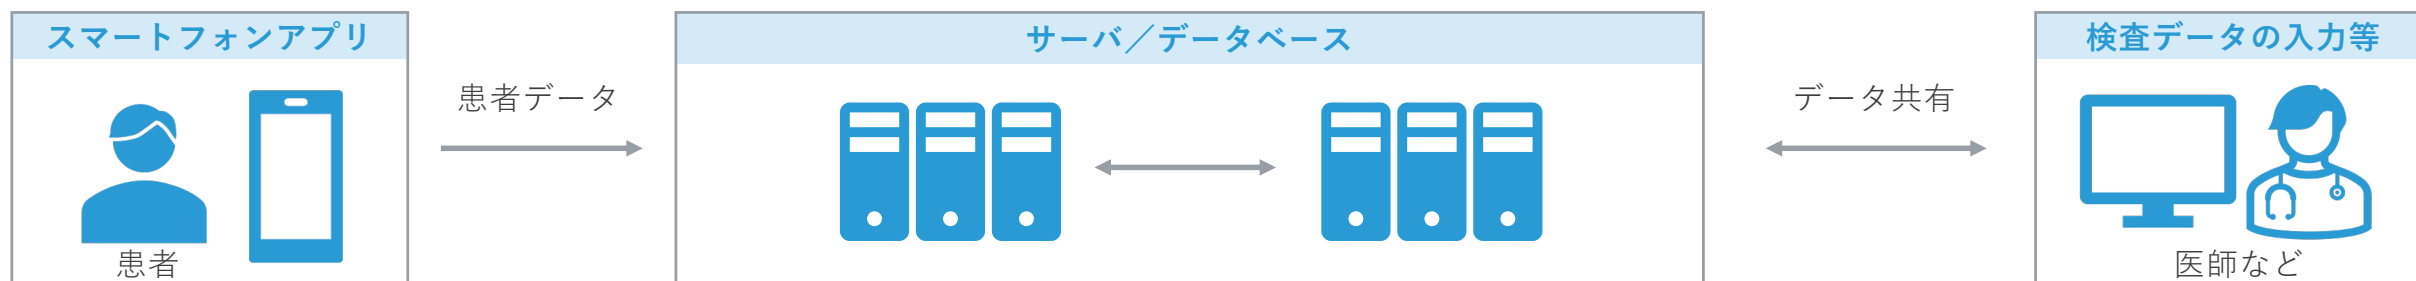 スマートフォンアプリ
患者
患者データ
サーバ／データベース
データ共有
検査データの入力等
医師など